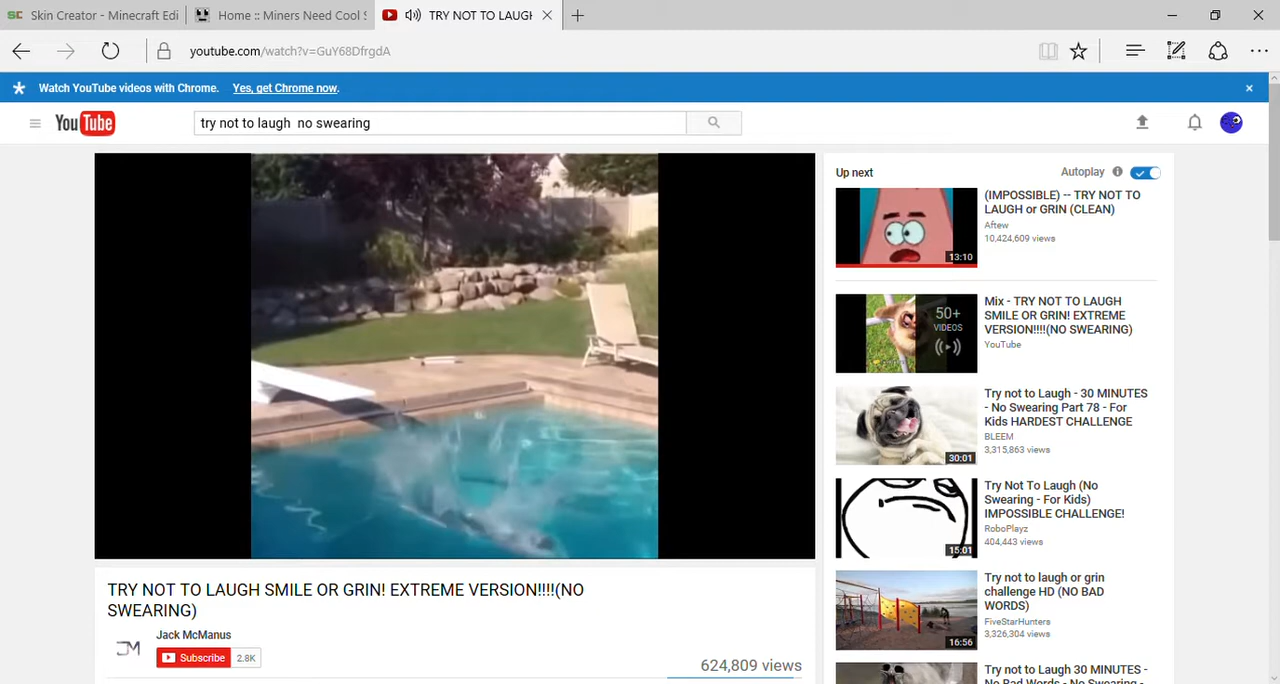 Skin Creator - Minecraft Edi
Home :: Miners Need Cool S
TRY NOT TO LAUGH
youtube.com/watch?v=GuY68DfrgdA
Watch YouTube videos with Chrome. Yes, get Chrome now.
YouTube
try not to laugh  no swearing
Up next
Autoplay
(IMPOSSIBLE) -- TRY NOT TO
LAUGH or GRIN (CLEAN)
Aftew
10,424,609 views
13:10
Mix - TRY NOT TO LAUGH
SMILE OR GRIN! EXTREME
VERSION!!!!(NO SWEARING)
YouTube
50+
VIDEOS
Try not to Laugh - 30 MINUTES
- No Swearing Part 78 - For
Kids HARDEST CHALLENGE
BLEEM
3,315,863 views
30:01
Try Not To Laugh (No
Swearing - For Kids)
IMPOSSIBLE CHALLENGE!
RoboPlayz
404,443 views
15:01
Try not to laugh or grin
challenge HD (NO BAD
WORDS)
FiveStarHunters
3,326,304 views
16:56
Try not to Laugh 30 MINUTES -
No Bad Words - No Swearing -
TRY NOT TO LAUGH SMILE OR GRIN! EXTREME VERSION!!!!(NO
SWEARING)
JM
Jack McManus
Subscribe 2.8K
624,809 views